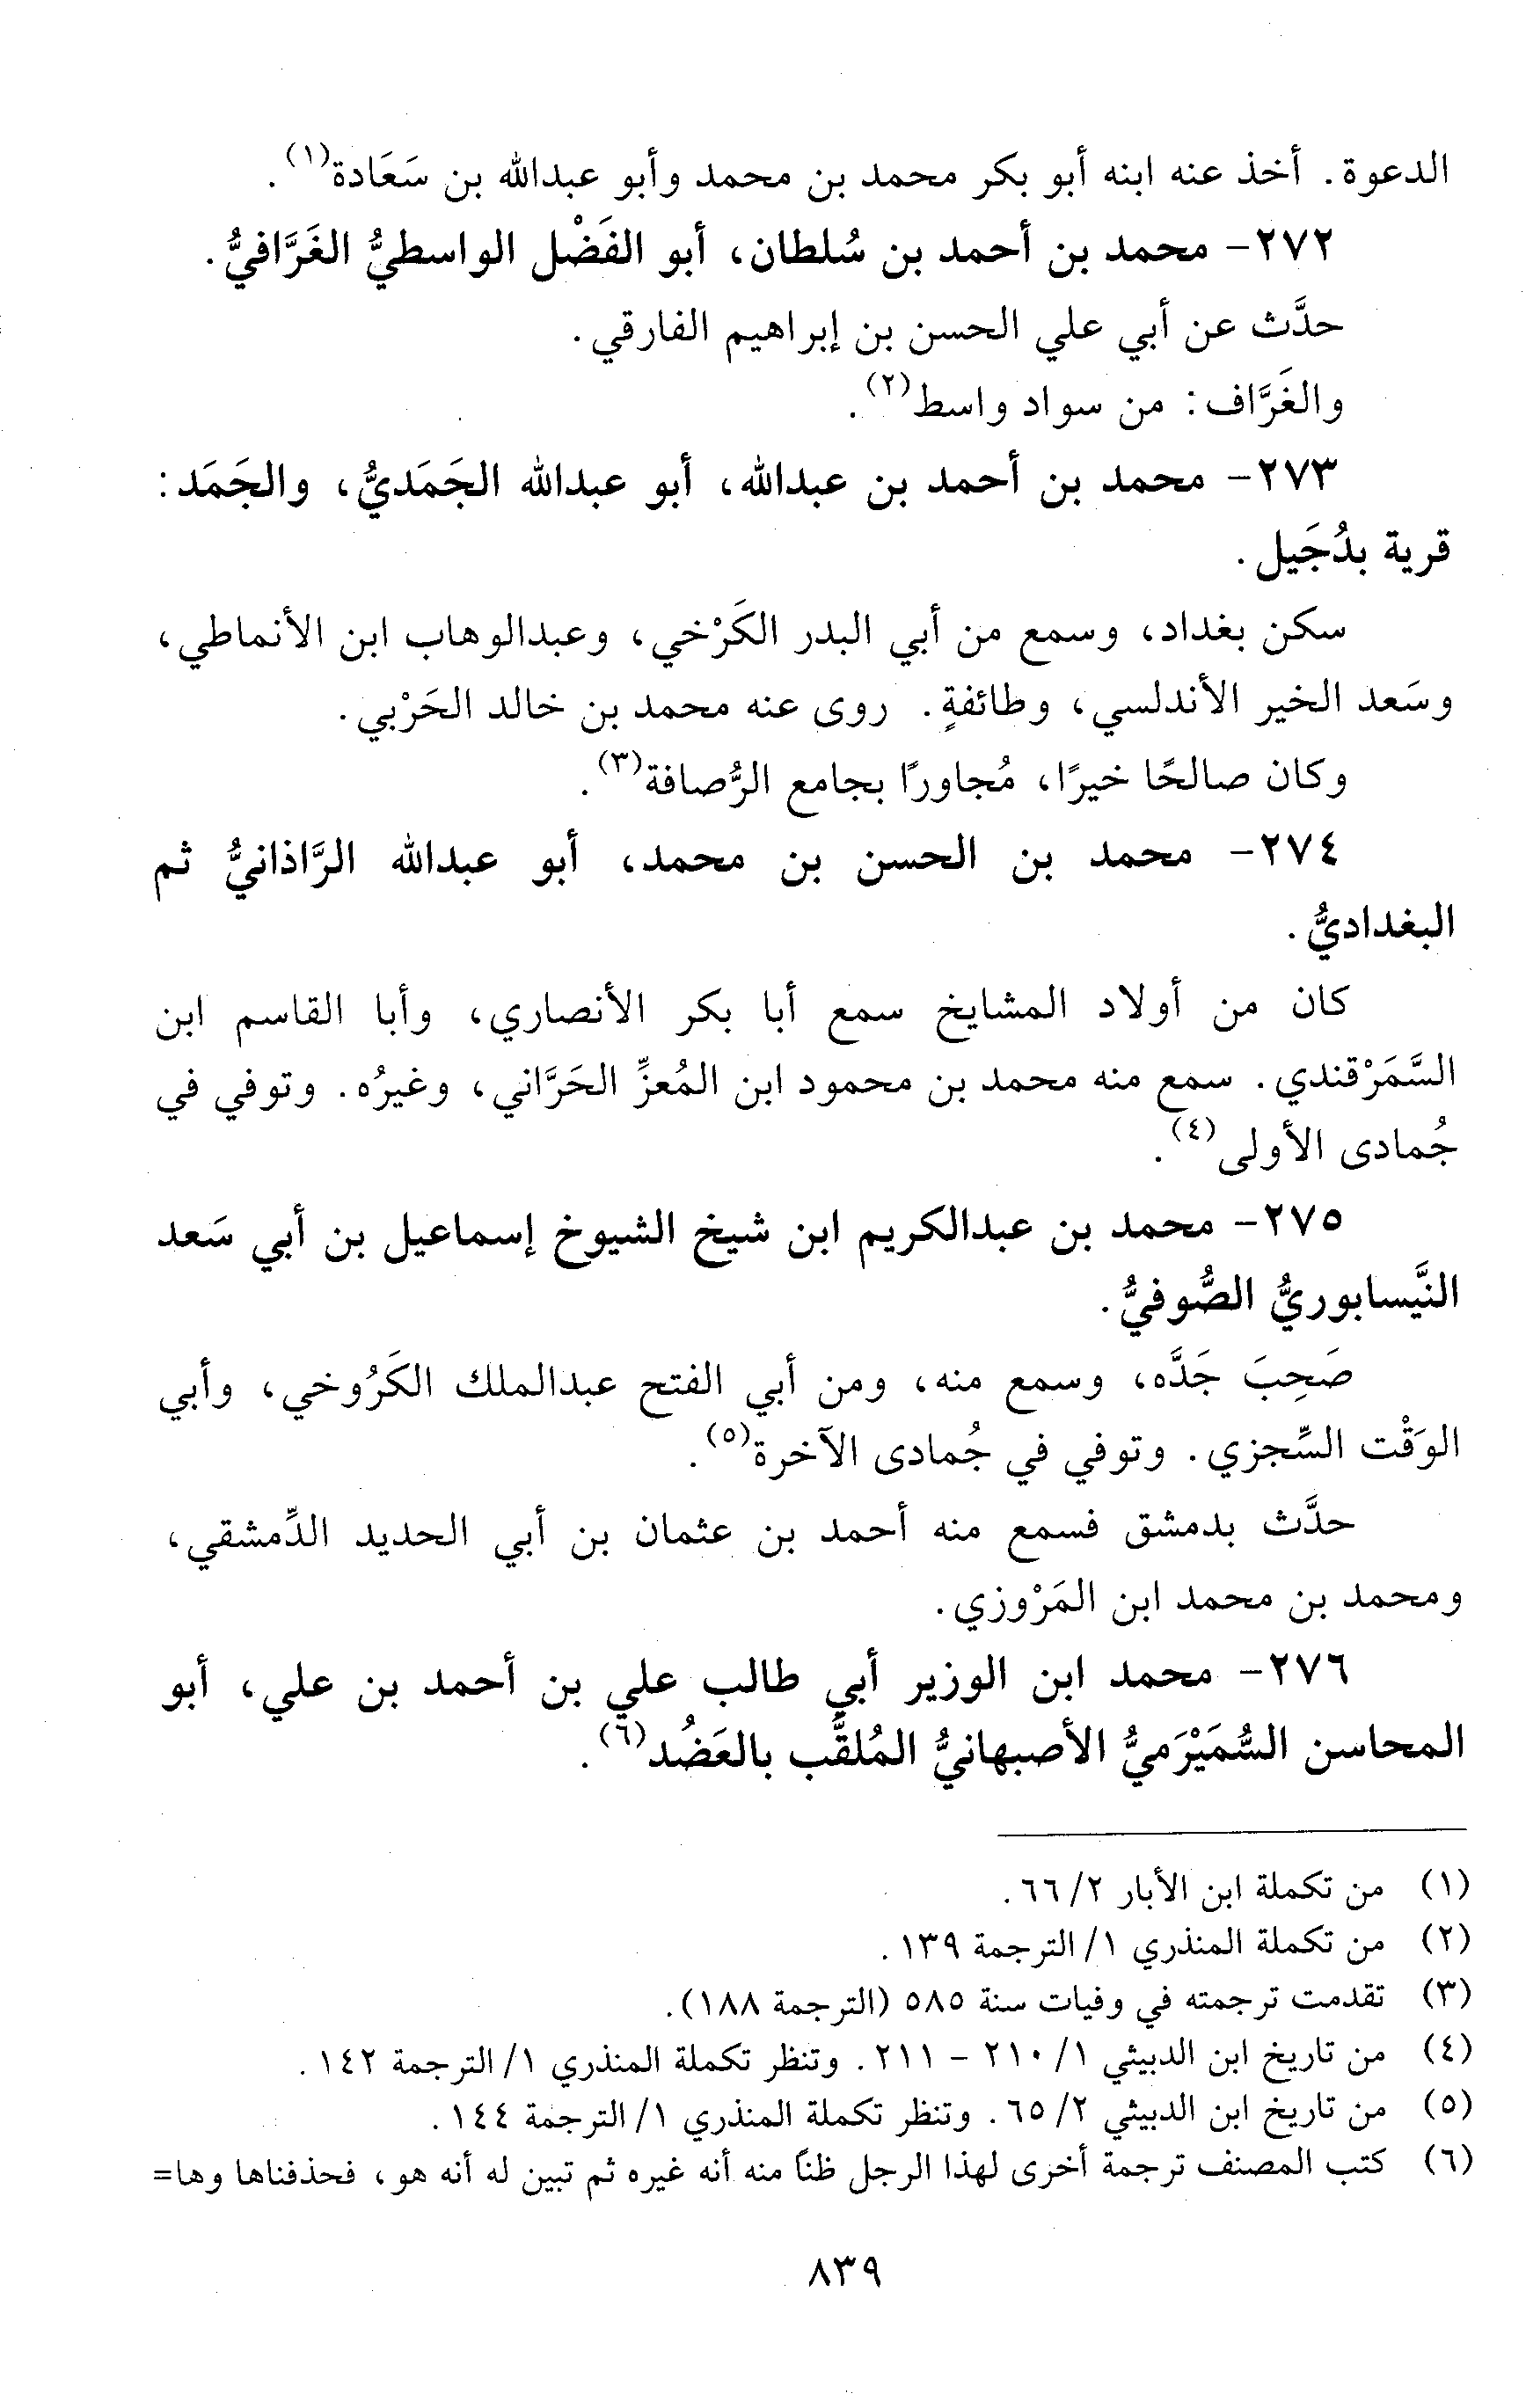 الدعوة. أخذ عنه ابنه أبو بكر محمد بن محمد وأبو عبدالله بن سَعَادة(١).
٢٧٢- محمد بن أحمد بن سُلطان، أبو الفَضْل الواسطيُّ الغَرَّافيُّ.
حدَّث عن أبي علي الحسن بن إبراهيم الفارقي.
والغَرَّاف: من سواد واسط(٢).
٢٧٣- محمد بن أحمد بن عبدالله، أبو عبدالله الجَمَديُّ، والجَمَد:
قرية بدُجَيل.
سكن بغداد، وسمع من أبي البدر الكَرْخي، وعبدالوهاب ابن الأنماطي،
وسَعد الخير الأندلسي، وطائفةٍ. روى عنه محمد بن خالد الحَرْبي.
وكان صالحًا خيرًا، مُجاورًا بجامع الرُّصافة(٣).
٢٧٤- محمد بن الحسن بن محمد، أبو عبدالله الرَّاذانيُّ ثم
البغداديُّ.
كان من أولاد المشايخ سمع أبا بكر الأنصاري، وأبا القاسم ابن
السَّمَرْقندي. سمع منه محمد بن محمود ابن المُعزِّ الحَرَّاني، وغيرُه. وتوفي في
جُمادى الأولى(٤).
٢٧٥- محمد بن عبدالكريم ابن شيخ الشيوخ إسماعيل بن أبي سَعد
النَّيسابوريُّ الصُّوفيُّ.
صَحِبَ جَدَّه، وسمع منه، ومن أبي الفتح عبدالملك الكَرُوخي، وأبي
الوَقْت السِّجزي. وتوفي في جُمادى الآخرة(٥).
حدَّث بدمشق فسمع منه أحمد بن عثمان بن أبي الحديد الدِّمشقي،
ومحمد بن محمد ابن المَرْوزي.
٢٧٦- محمد ابن الوزير أبي طالب علي بن أحمد بن علي، أبو
المحاسن السُّمَيْرَميُّ الأصبهانيُّ المُلقَّب بالعَضُد(٦).
(١) من تكملة ابن الأبار ٢/ ٦٦.
(٢) من تكملة المنذري ١/ الترجمة ١٣٩.
(٣) تقدمت ترجمته في وفيات سنة ٥٨٥ (الترجمة ١٨٨).
(٤) من تاريخ ابن الدبيثي ١/ ٢١٠ - ٢١١. وتنظر تكملة المنذري ١/ الترجمة ١٤٢.
(٥) من تاريخ ابن الدبيثي ٢/ ٦٥. وتنظر تكملة المنذري ١/ الترجمة ١٤٤.
(٦) كتب المصنف ترجمة أخرى لهذا الرجل ظنًا منه أنه غيره ثم تبين له أنه هو، فحذفناها وها=
٨٣٩